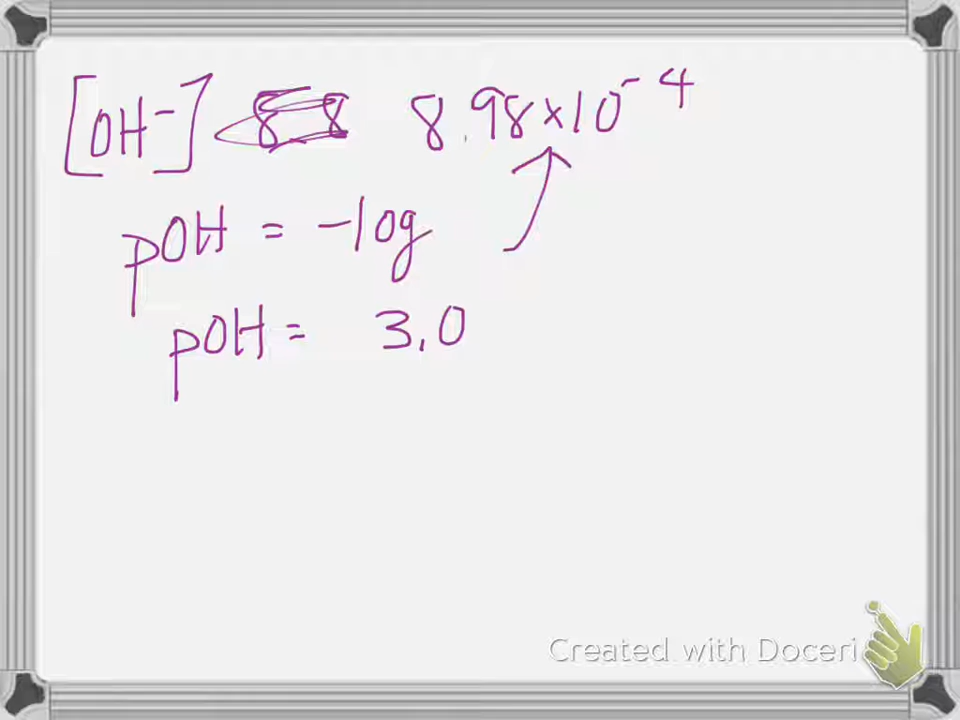 [OH⁻] 8.98×10⁻⁴
pOH = -log
pOH = 3.0
Created with Doceri